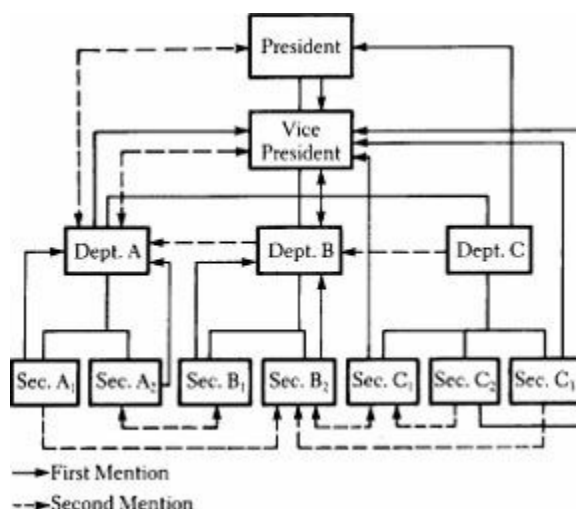 President
Vice
President
Dept. A
Dept. B
Dept. C
Sec. A₁
Sec. A₂
Sec. B₁
Sec. B₂
Sec. C₁
Sec. C₂
Sec. C₃
First Mention
Second Mention